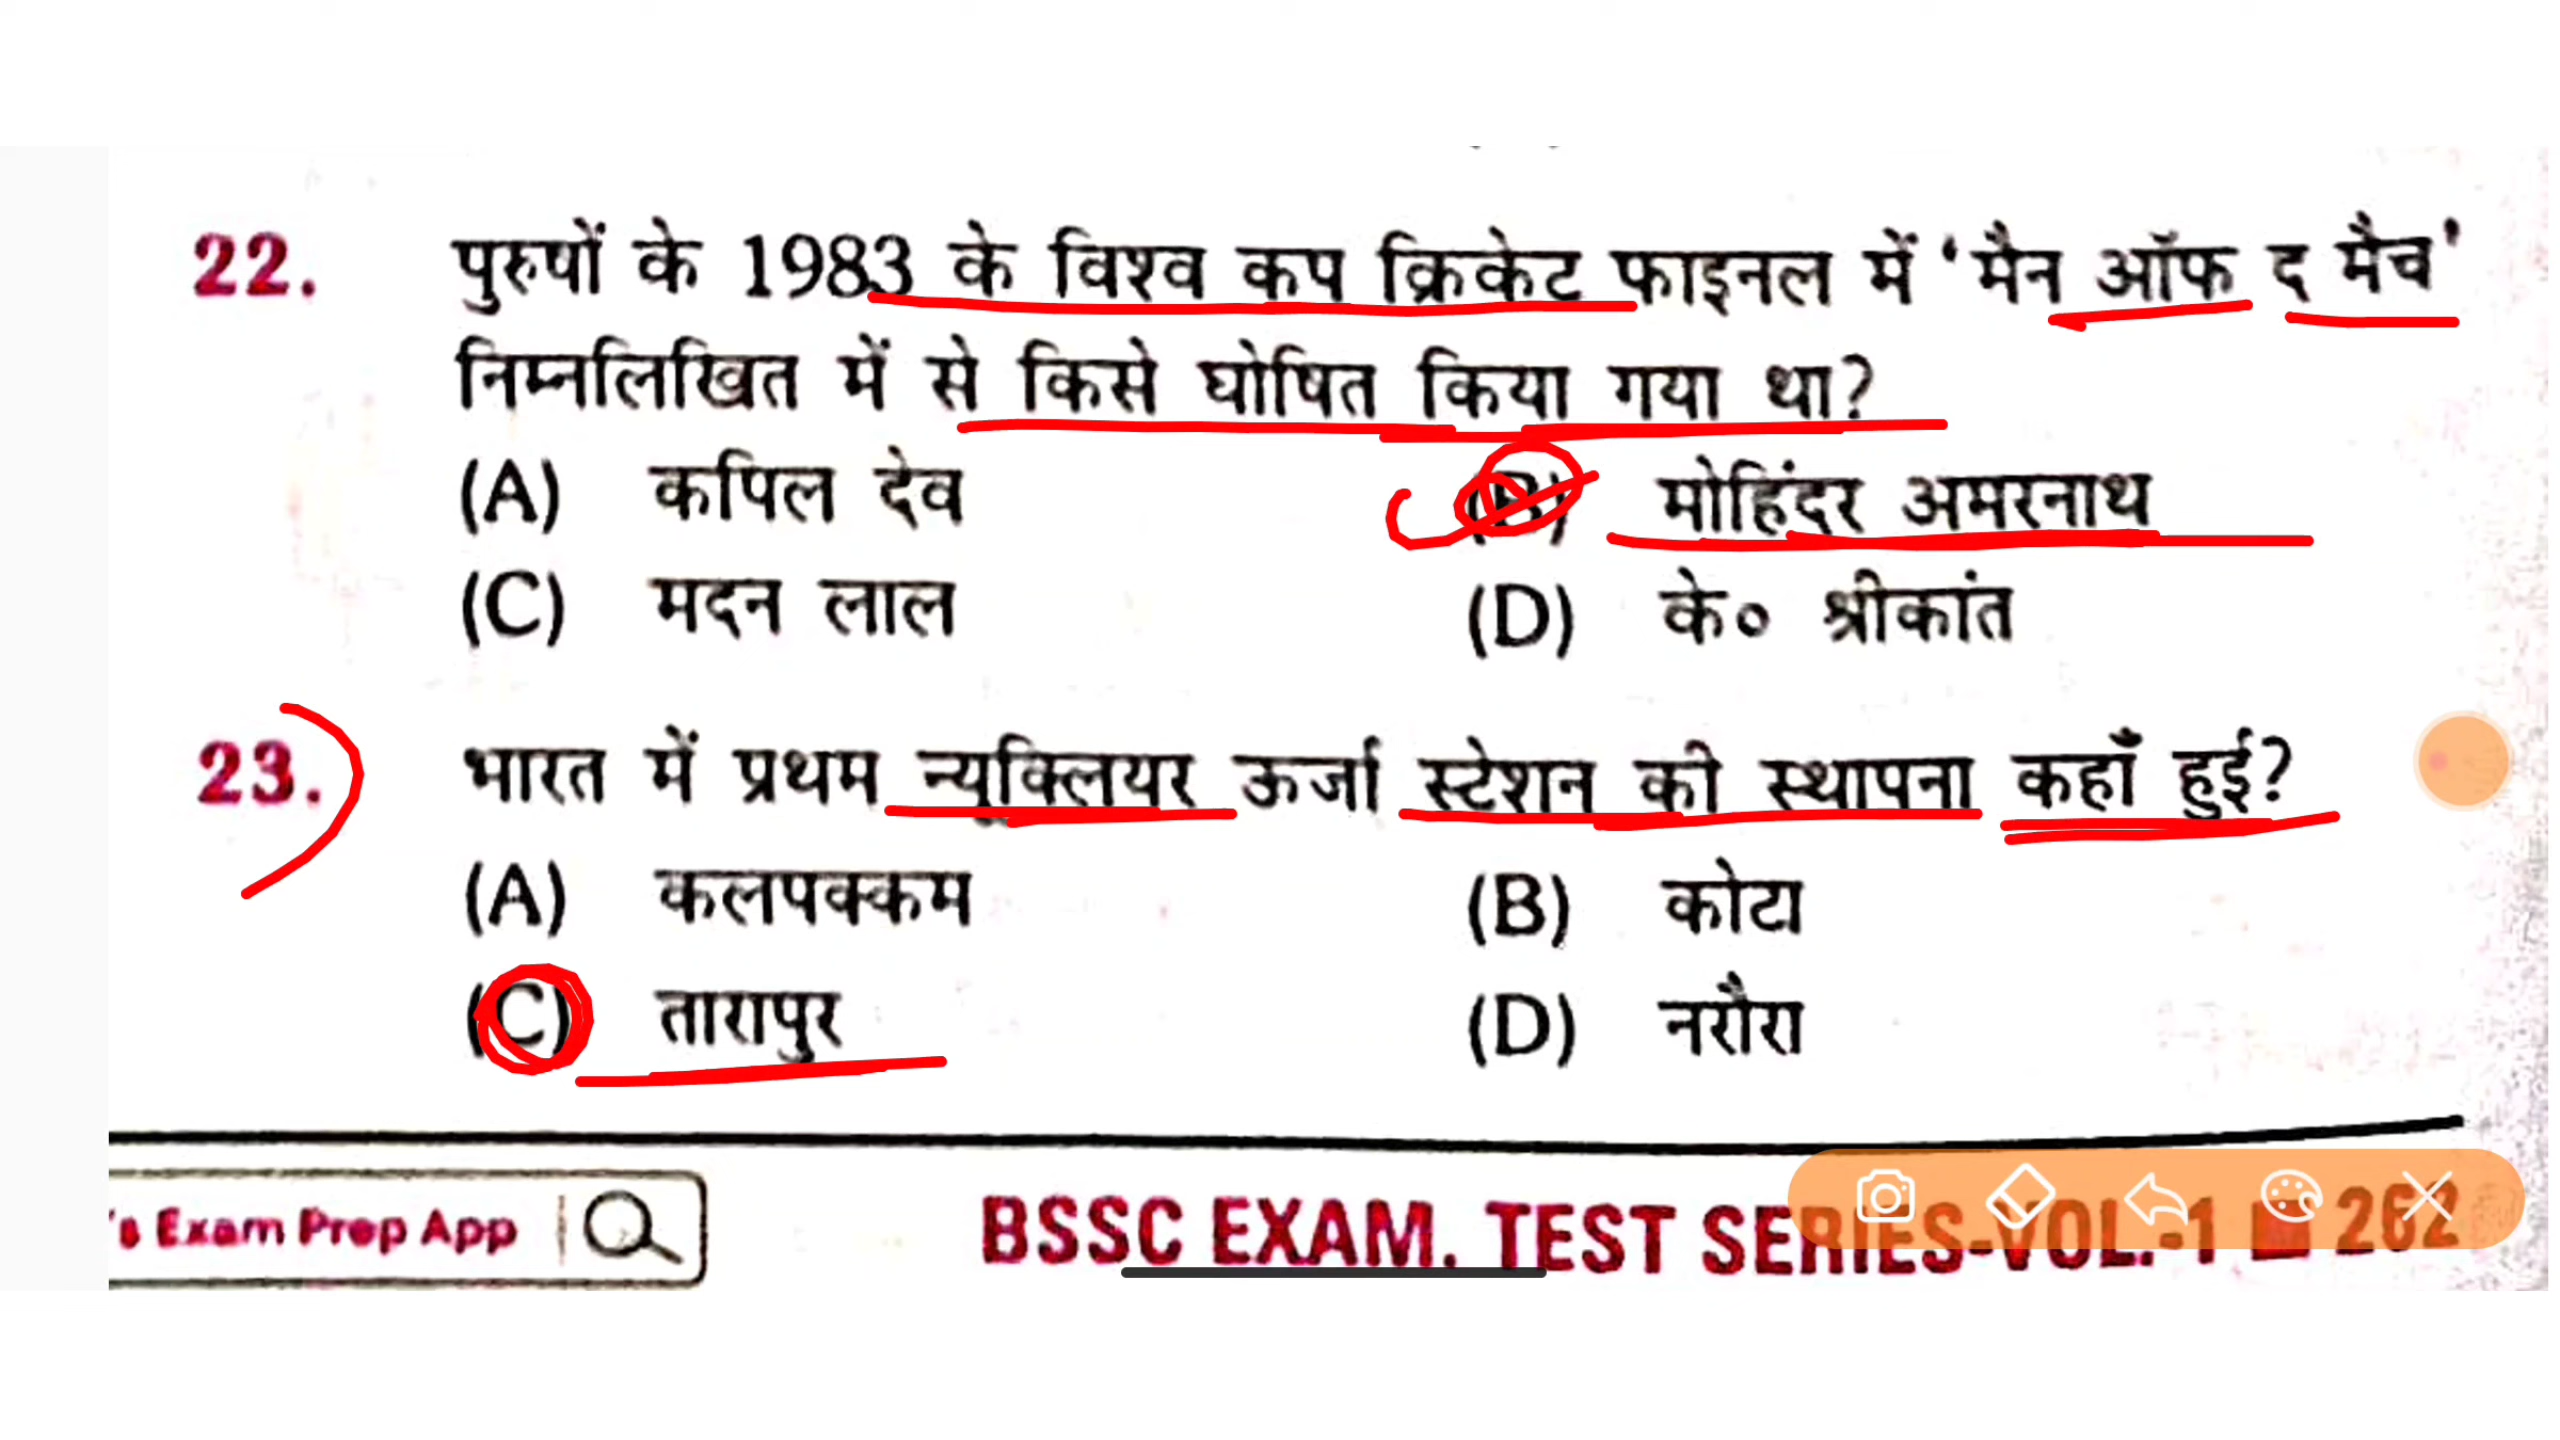 22. पुरुषों के 1983 के विश्व कप क्रिकेट फाइनल में ‘मैन ऑफ द मैच’
निम्नलिखित में से किसे घोषित किया गया था?
(A) कपिल देव (B) मोहिंदर अमरनाथ
(C) मदन लाल (D) के० श्रीकांत
23. भारत में प्रथम न्यूक्लियर ऊर्जा स्टेशन की स्थापना कहाँ हुई?
(A) कलपक्कम (B) कोटा
(C) तारापुर (D) नरौरा
's Exam Prep App BSSC EXAM. TEST SERIES-VOL.-1 ■ 262